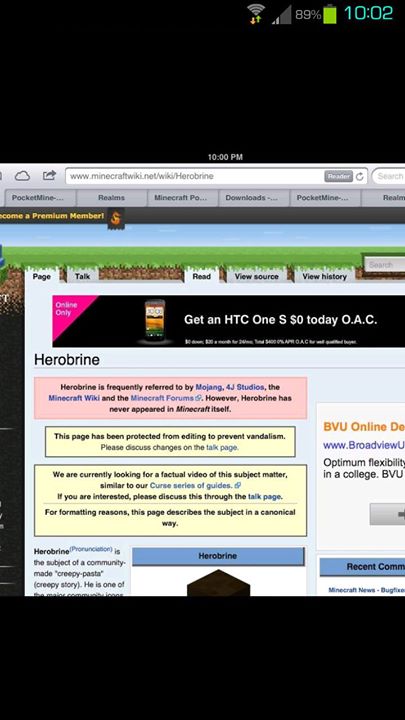 89% 10:02
10:00 PM
www.minecraftwiki.net/wiki/Herobrine Reader Search
PocketMine-... Realms Minecraft Po... Downloads -... PocketMine-... Realm
come a Premium Member!
Search
Page Talk Read View source View history
Online
Only
Get an HTC One S $0 today O.A.C.
$0 down; $20 a month for 24/mo; Total $400 0% APR O.A.C for well qualified buyer.
Herobrine
Herobrine is frequently referred to by Mojang, 4J Studios, the
Minecraft Wiki and the Minecraft Forums. However, Herobrine has
never appeared in Minecraft itself.
This page has been protected from editing to prevent vandalism.
Please discuss changes on the talk page.
We are currently looking for a factual video of this subject matter,
similar to our Curse series of guides.
If you are interested, please discuss this through the talk page.
For formatting reasons, this page describes the subject in a canonical
way.
BVU Online De
www.BroadviewU
Optimum flexibility
in a college. BVU
Herobrine(Pronunciation) is
the subject of a community-
made "creepy-pasta"
(creepy story). He is one of
the major community icons
Herobrine
Recent Comm
Minecraft News - Bugfixe